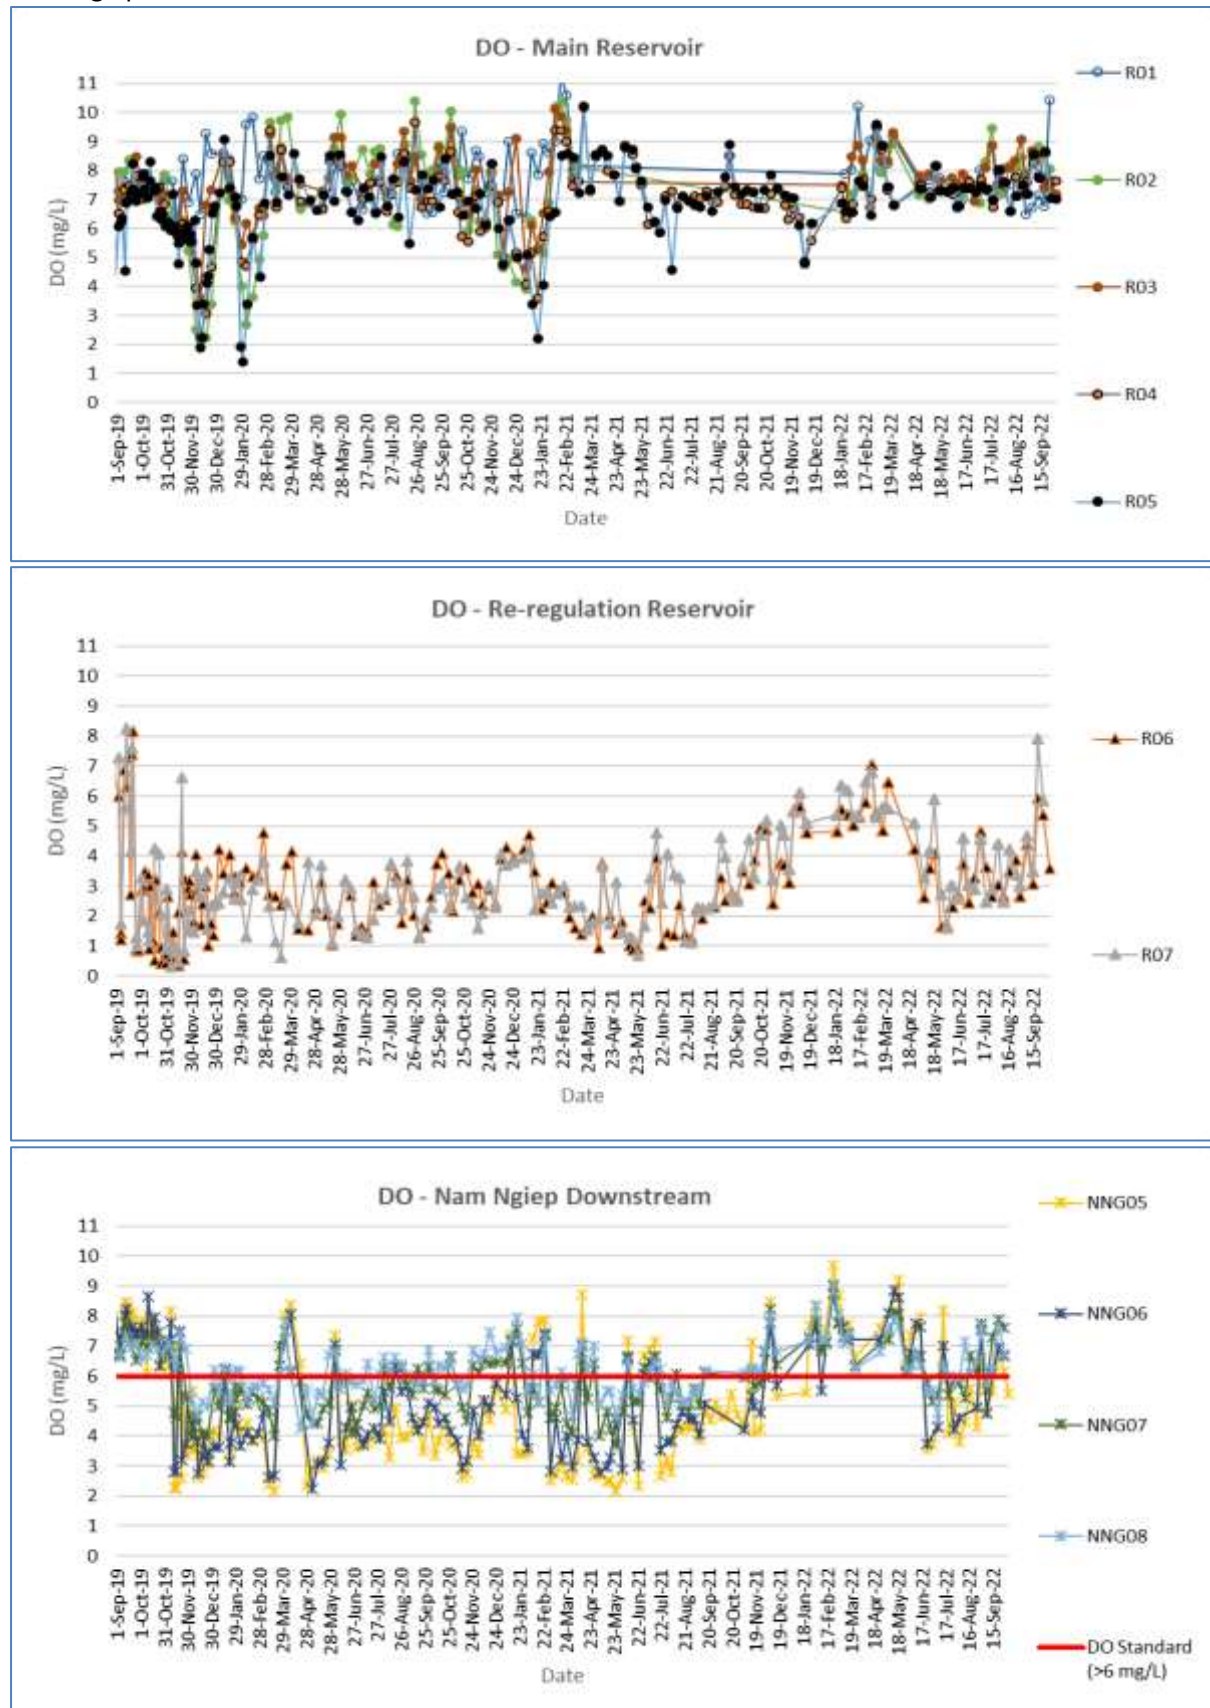 DO - Main Reservoir
11
10
9
8
7
6
5
4
3
2
1
0
DO (mg/L)
1-Sep-19
1-Oct-19
31-Oct-19
30-Nov-19
30-Dec-19
29-Jan-20
28-Feb-20
29-Mar-20
28-Apr-20
28-May-20
27-Jun-20
27-Jul-20
26-Aug-20
25-Sep-20
25-Oct-20
24-Nov-20
24-Dec-20
23-Jan-21
22-Feb-21
24-Mar-21
23-Apr-21
23-May-21
22-Jun-21
22-Jul-21
21-Aug-21
20-Sep-21
20-Oct-21
19-Nov-21
19-Dec-21
18-Jan-22
17-Feb-22
19-Mar-22
18-Apr-22
18-May-22
17-Jun-22
17-Jul-22
16-Aug-22
15-Sep-22
Date
R01
R02
R03
R04
R05
DO - Re-regulation Reservoir
11
10
9
8
7
6
5
4
3
2
1
0
DO (mg/L)
1-Sep-19
1-Oct-19
31-Oct-19
30-Nov-19
30-Dec-19
29-Jan-20
28-Feb-20
29-Mar-20
28-Apr-20
28-May-20
27-Jun-20
27-Jul-20
26-Aug-20
25-Sep-20
25-Oct-20
24-Nov-20
24-Dec-20
23-Jan-21
22-Feb-21
24-Mar-21
23-Apr-21
23-May-21
22-Jun-21
22-Jul-21
21-Aug-21
20-Sep-21
20-Oct-21
19-Nov-21
19-Dec-21
18-Jan-22
17-Feb-22
19-Mar-22
18-Apr-22
18-May-22
17-Jun-22
17-Jul-22
16-Aug-22
15-Sep-22
Date
R06
R07
DO - Nam Ngiep Downstream
11
10
9
8
7
6
5
4
3
2
1
0
DO (mg/L)
1-Sep-19
1-Oct-19
31-Oct-19
30-Nov-19
30-Dec-19
29-Jan-20
28-Feb-20
29-Mar-20
28-Apr-20
28-May-20
27-Jun-20
27-Jul-20
26-Aug-20
25-Sep-20
25-Oct-20
24-Nov-20
24-Dec-20
23-Jan-21
22-Feb-21
24-Mar-21
23-Apr-21
23-May-21
22-Jun-21
22-Jul-21
21-Aug-21
20-Sep-21
20-Oct-21
19-Nov-21
19-Dec-21
18-Jan-22
17-Feb-22
19-Mar-22
18-Apr-22
18-May-22
17-Jun-22
17-Jul-22
16-Aug-22
15-Sep-22
Date
NNG05
NNG06
NNG07
NNG08
DO Standard
(>6 mg/L)